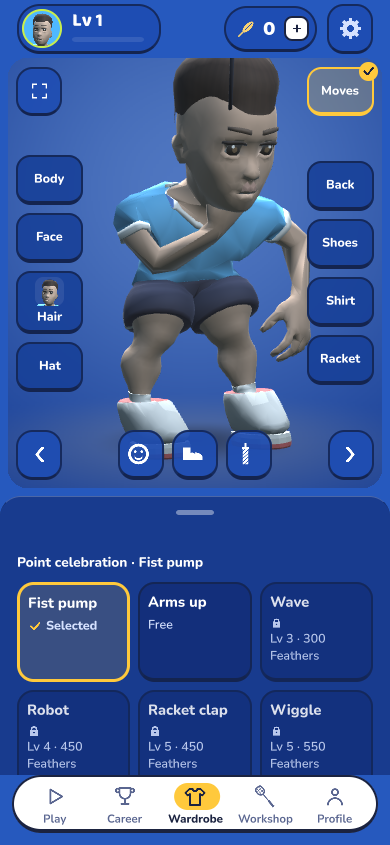 Lv 1
0
+
Moves
Body
Back
Face
Shoes
Hair
Shirt
Hat
Racket
Point celebration · Fist pump
Fist pump
Selected
Arms up
Free
Wave
Lv 3 · 300
Feathers
Robot
Lv 4 · 450
Feathers
Racket clap
Lv 5 · 450
Feathers
Wiggle
Lv 5 · 550
Feathers
Play
Career
Wardrobe
Workshop
Profile